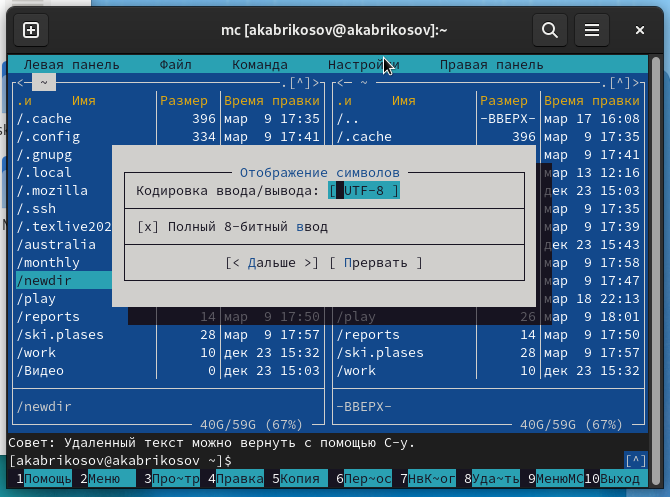 mc [akabrikosov@akabrikosov]:~
Левая панель Файл Команда Настройки Правая панель
<— ~ .[^]> <— ~ .[^]>
.и Имя Размер Время правки .и Имя Размер Время правки
/.cache 396 мар 9 17:35 /.. -ВВЕРХ- мар 17 16:08
/.config 334 мар 9 17:41 /.cache 396 мар 9 17:35
/.gnupg мар 9 17:41
/.local мар 13 12:16
/.mozilla дек 23 15:03
/.ssh мар 9 17:35
/.texlive202 мар 9 17:39
/australia дек 23 15:43
/monthly мар 9 17:58
/newdir мар 9 17:47
/play мар 18 22:13
Отображение символов
Кодировка ввода/вывода: [ UTF-8 ]
[x] Полный 8-битный ввод
[< Дальше >] [ Прервать ]
/reports 14 мар 9 17:50 /play 26 мар 9 18:01
/ski.plases 28 мар 9 17:57 /reports 14 мар 9 17:50
/work 10 дек 23 15:32 /ski.plases 28 мар 9 17:57
/Видео 0 дек 23 15:03 /work 10 дек 23 15:32
/newdir -ВВЕРХ-
40G/59G (67%) 40G/59G (67%)
Совет: Удаленный текст можно вернуть с помощью C-y.
[akabrikosov@akabrikosov ~]$ [^]
1Помощь 2Меню 3Про~тр 4Правка 5Копия 6Пер~ос 7НвК~ог 8Уда~ть 9МенюMC 10Выход